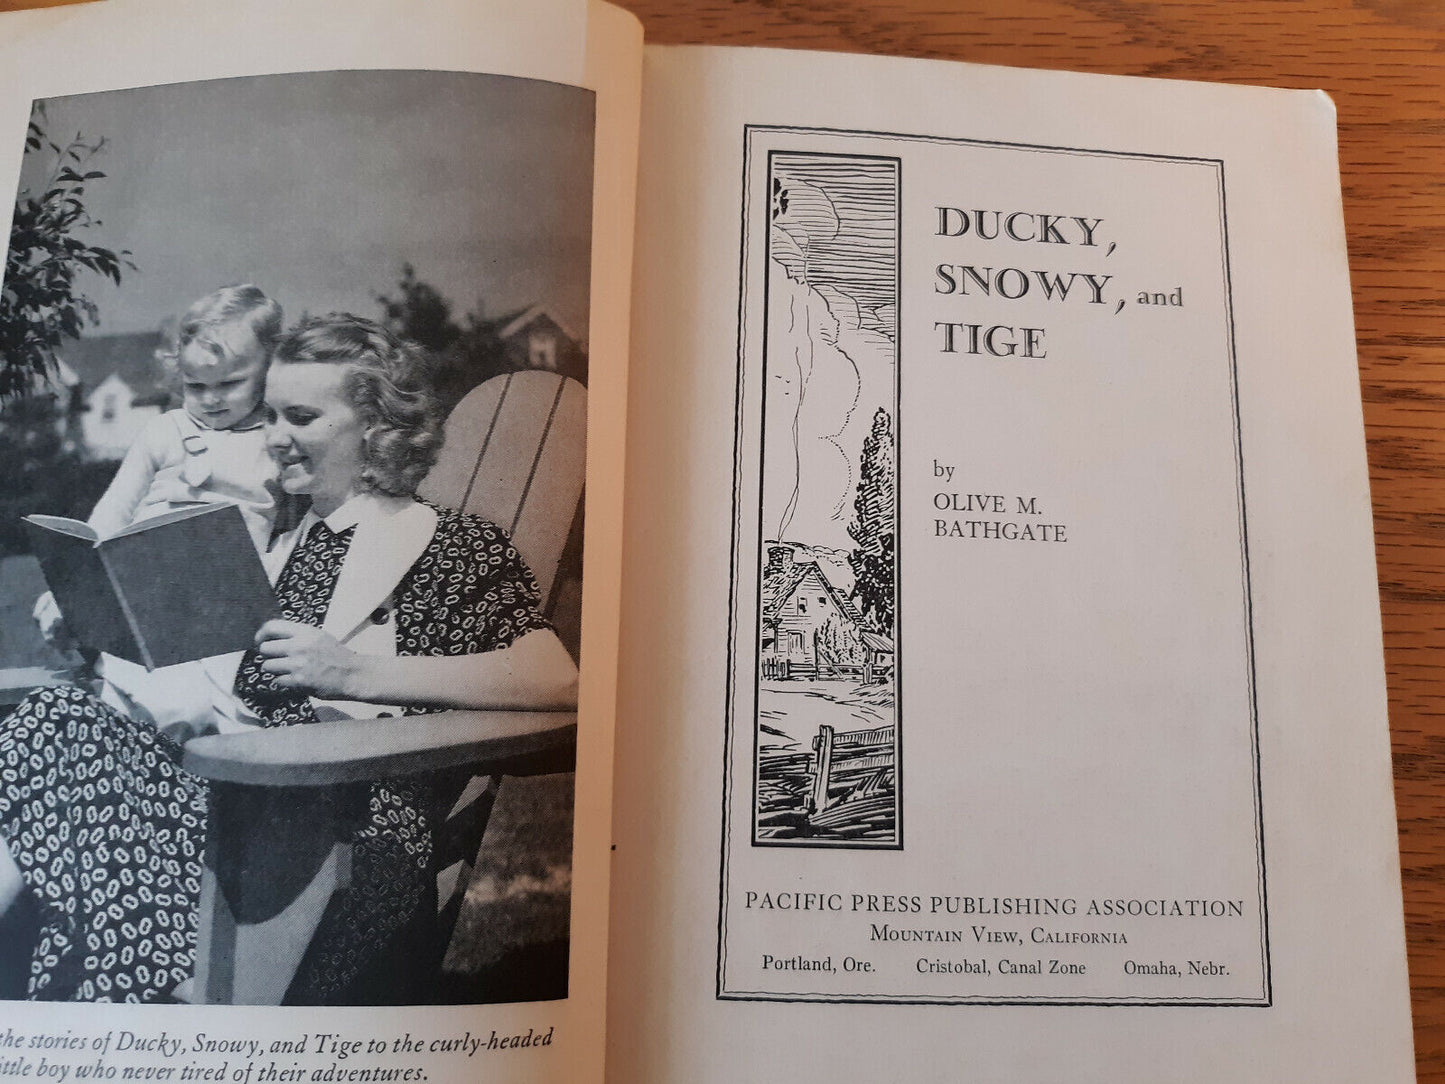 the stories of Ducky, Snowy, and Tige to the curly-headed
little boy who never tired of their adventures.
DUCKY,
SNOWY, and
TIGE
by
OLIVE M.
BATHGATE
PACIFIC PRESS PUBLISHING ASSOCIATION
MOUNTAIN VIEW, CALIFORNIA
Portland, Ore. Cristobal, Canal Zone Omaha, Nebr.